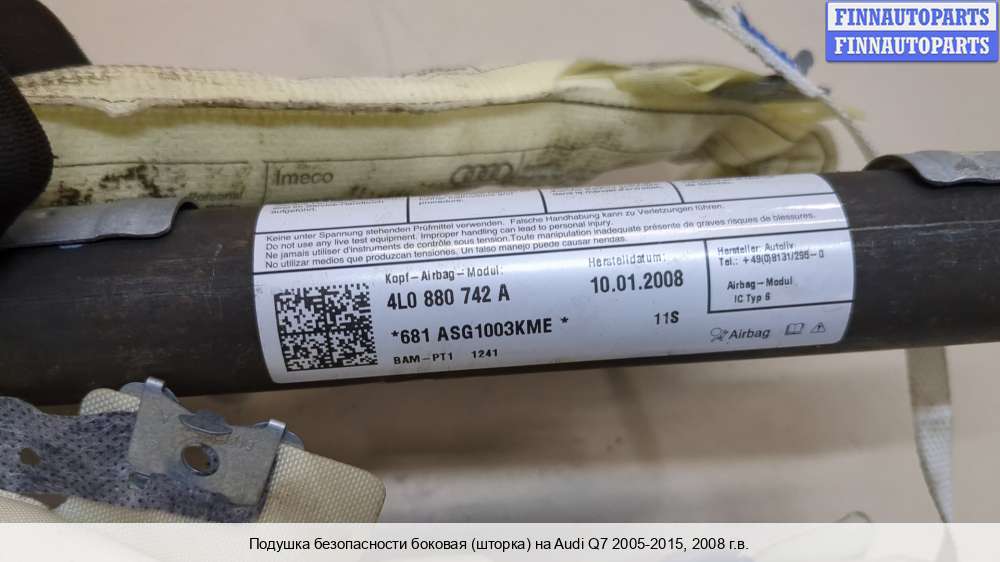 FINNAUTOPARTS
FINNAUTOPARTS
Imeco
Keine unter Spannung stehenden Prüfmittel verwenden. Falsche Handhabung kann zu Verletzungen führen.
Do not use any live test equipment. Improper handling can lead to personal injury.
Ne jamais utiliser d'instruments de contrôle sous tension.Toute manipulation inadéquate présente de graves risques de blessures.
No utilizar medios que produzcan tensiones. Un falso manejo puede causar heridas.
Kopf-Airbag-Modul:
4L0 880 742 A
*681 ASG1003KME *
BAM-PT1 1241
Herstelldatum:
10.01.2008
11S
Hersteller Autoliv
Tel.: +49(0)8131/295-0
Airbag-Modul
IC Typ 6
Airbag
Подушка безопасности боковая (шторка) на Audi Q7 2005-2015, 2008 г.в.